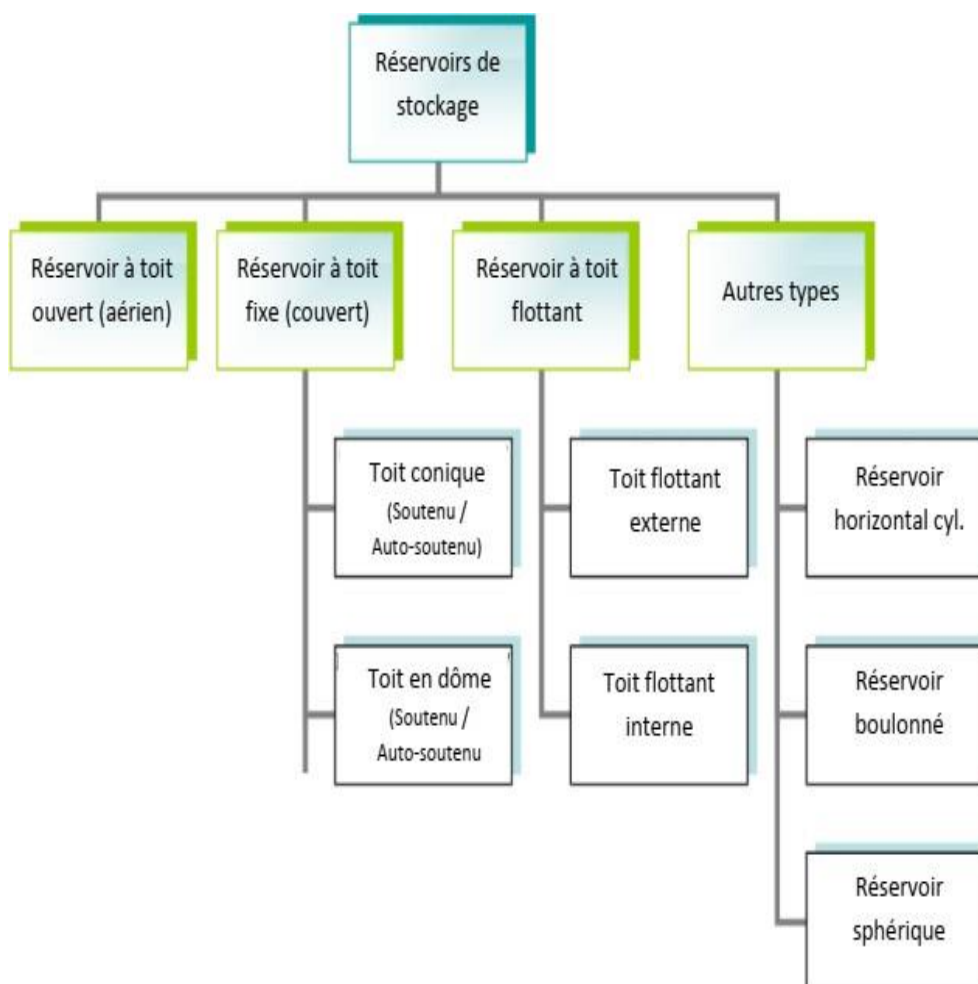 Réservoirs de
stockage
Réservoir à toit
ouvert (aérien)
Réservoir à toit
fixe (couvert)
Réservoir à toit
flottant
Autres types
Toit conique
(Soutenu /
Auto-soutenu)
Toit en dôme
(Soutenu /
Auto-soutenu
Toit flottant
externe
Toit flottant
interne
Réservoir
horizontal cyl.
Réservoir
boulonné
Réservoir
sphérique